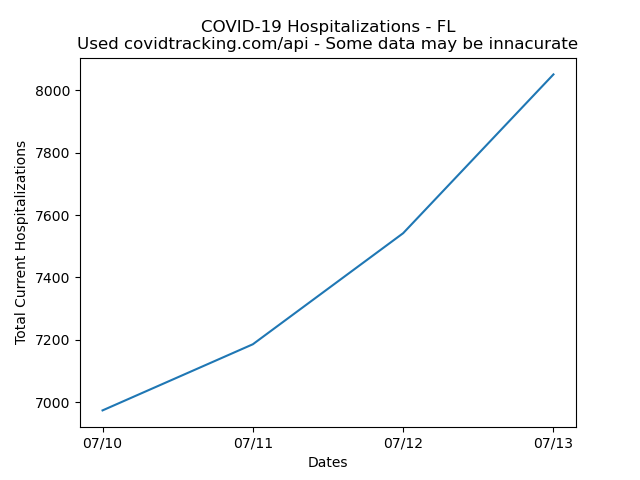 COVID-19 Hospitalizations - FL
Used covidtracking.com/api - Some data may be innacurate
Total Current Hospitalizations
8000
7800
7600
7400
7200
7000
07/10 07/11 07/12 07/13
Dates